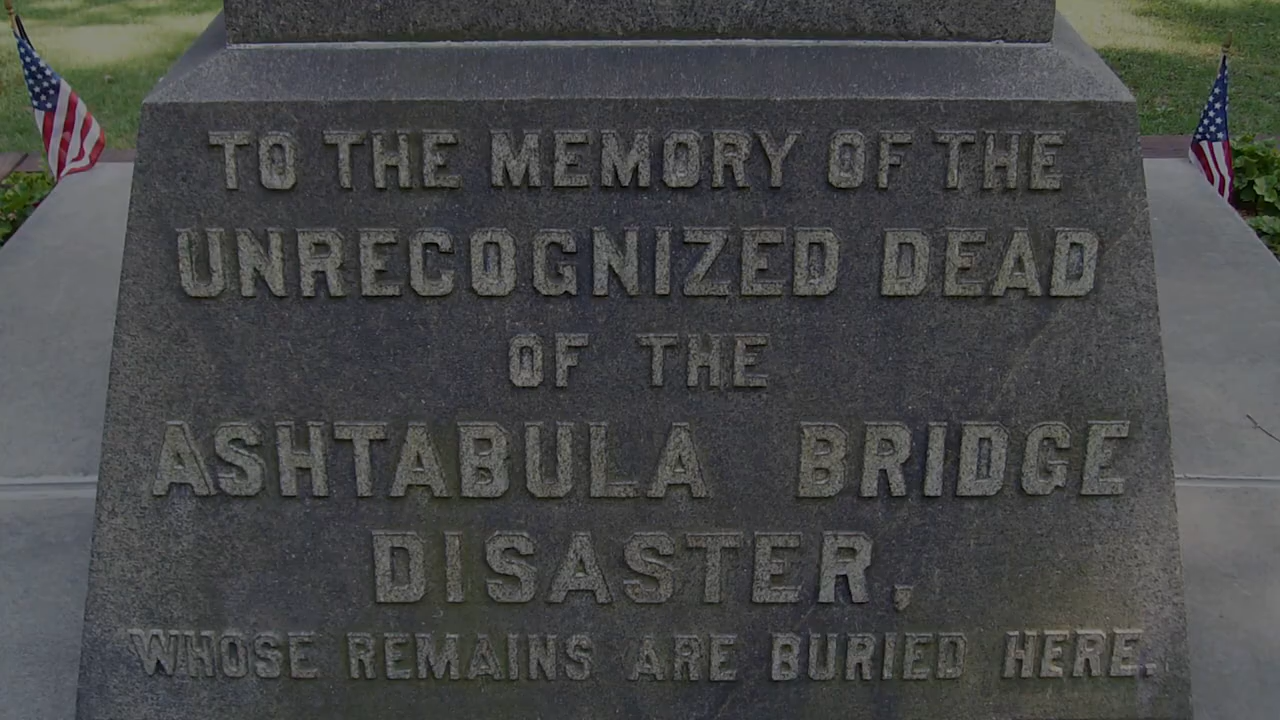 TO THE MEMORY OF THE
UNRECOGNIZED DEAD
OF THE
ASHTABULA BRIDGE
DISASTER,
WHOSE REMAINS ARE BURIED HERE.